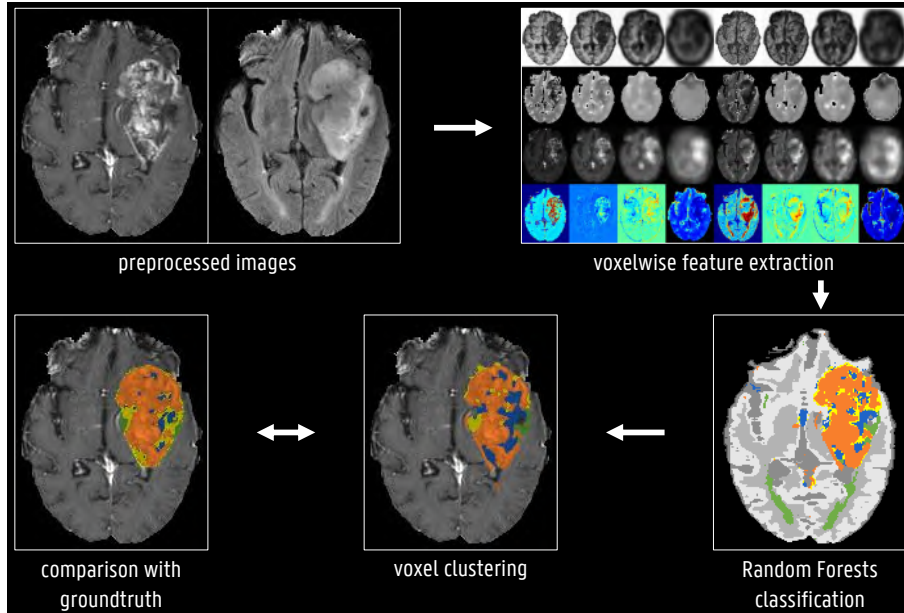 preprocessed images
voxelwise feature extraction
comparison with
groundtruth
voxel clustering
Random Forests
classification